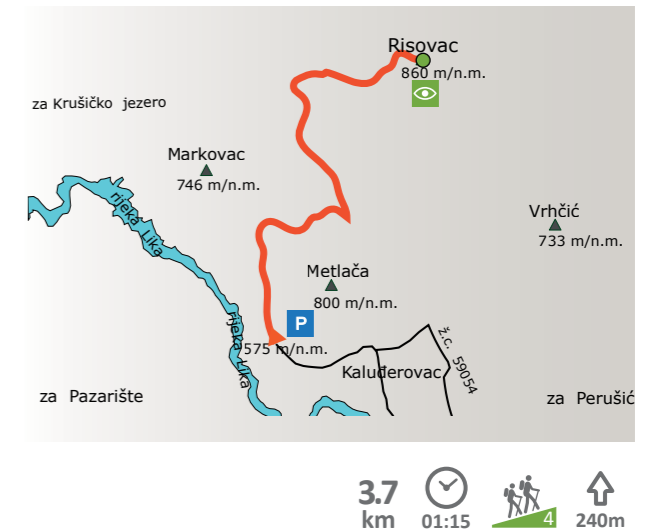 Risovac
860 m/n.m.
za Krušičko jezero
Markovac
746 m/n.m.
rijeka Lika
Vrhčić
733 m/n.m.
Metlača
800 m/n.m.
P
rijeka Lika
575 m/n.m.
ž.c. 59054
Kaluđerovac
za Pazarište
za Perušić
3.7
km
01:15
4
240m